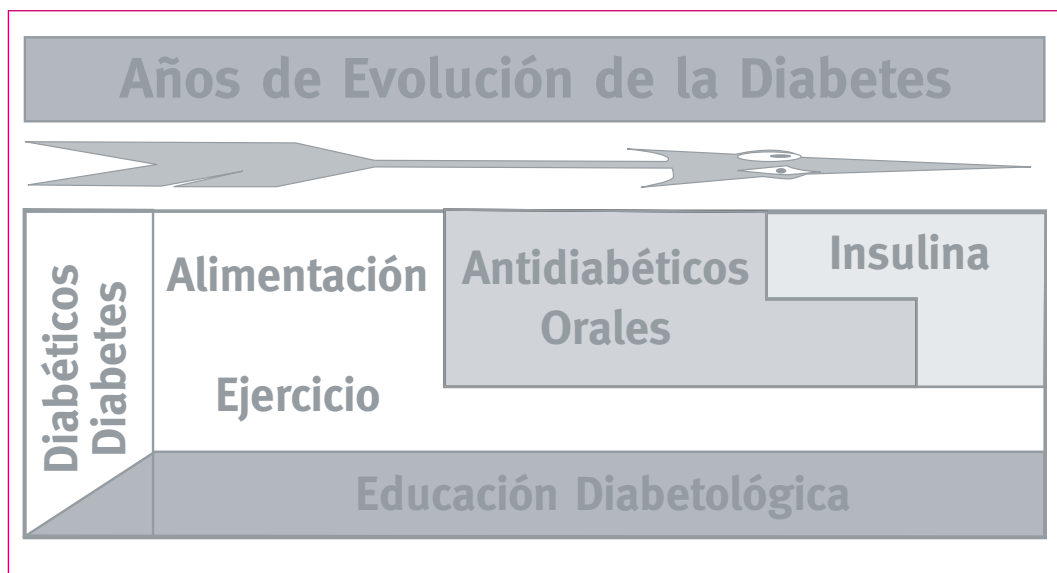 Años de Evolución de la Diabetes
Diabéticos
Diabetes
Alimentación
Ejercicio
Antidiabéticos
Orales
Insulina
Educación Diabetológica